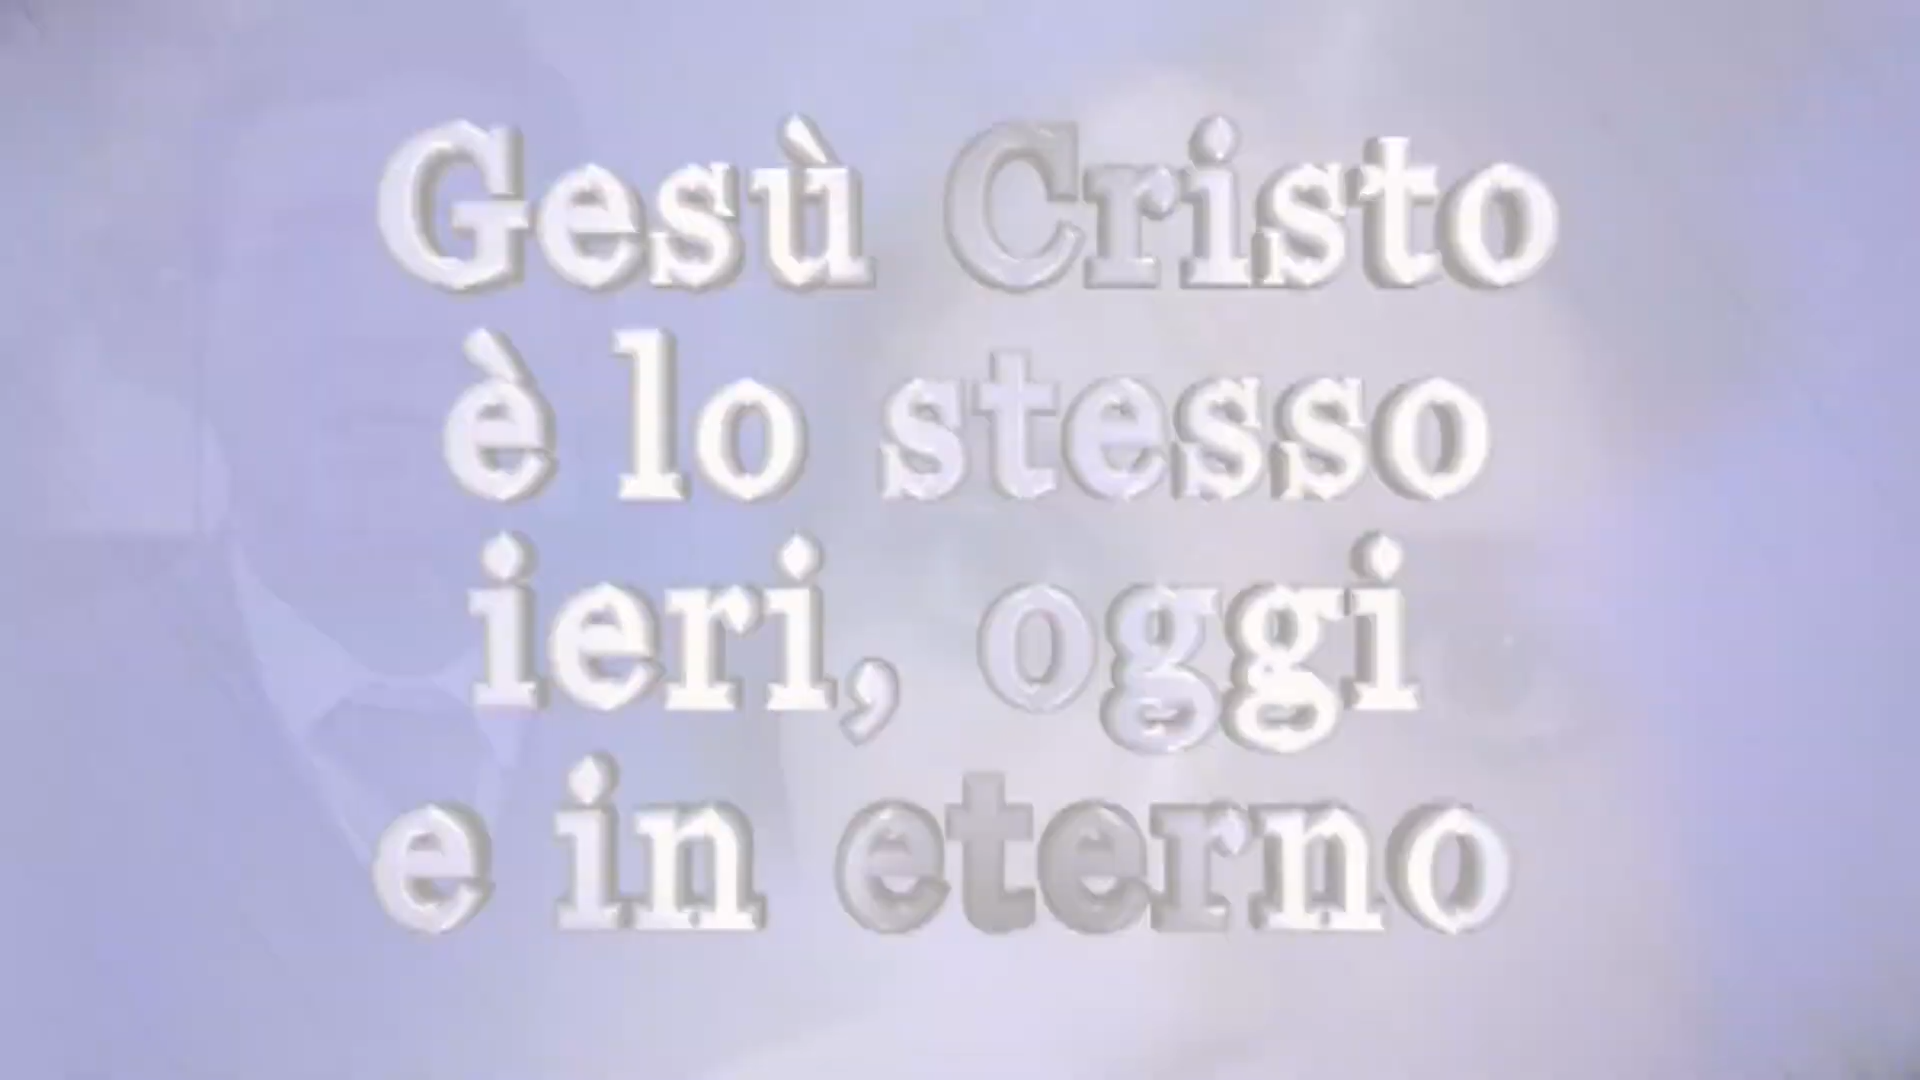 Gesù Cristo
è lo stesso
ieri, oggi
e in eterno